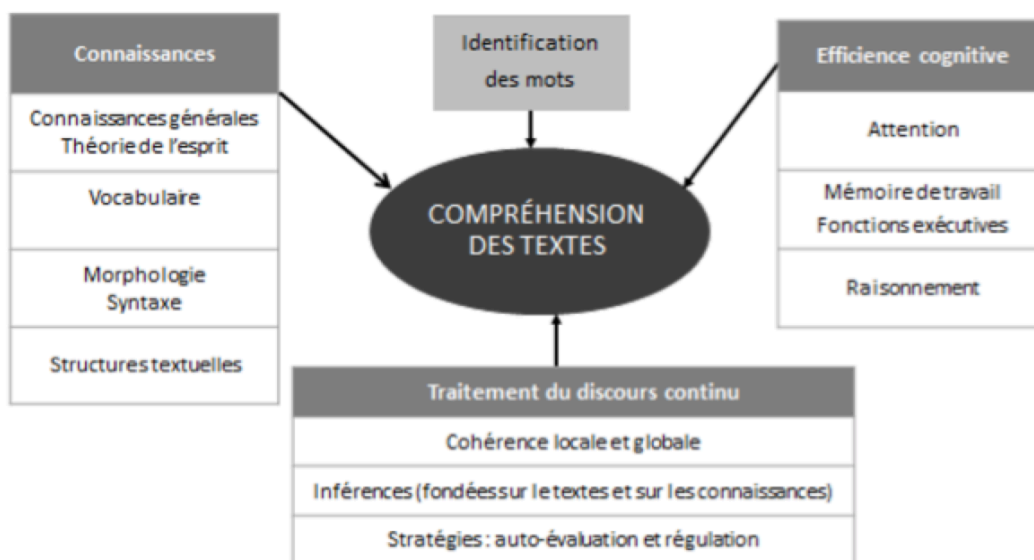 Connaissances
Connaissances générales
Théorie de l'esprit
Vocabulaire
Morphologie
Syntaxe
Structures textuelles
Identification
des mots
Efficience cognitive
Attention
Mémoire de travail
Fonctions exécutives
Raisonnement
COMPRÉHENSION
DES TEXTES
Traitement du discours continu
Cohérence locale et globale
Inférences (fondées sur le textes et sur les connaissances)
Stratégies : auto-évaluation et régulation